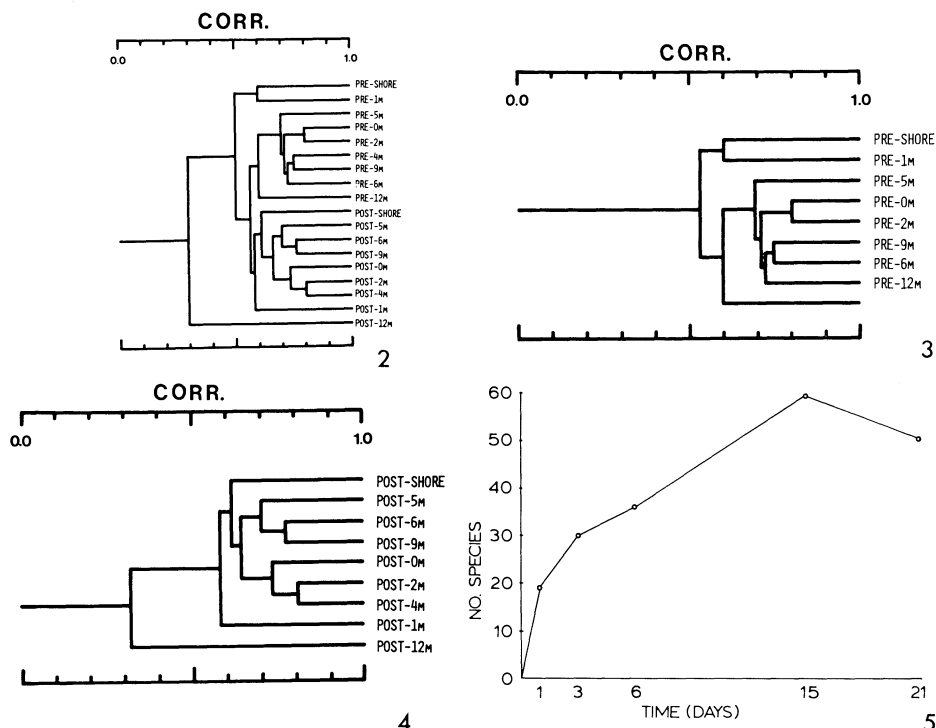 CORR.
0.0 1.0
PRE-SHORE
PRE-1M
PRE-5M
PRE-0M
PRE-2M
PRE-4M
PRE-9M
PRE-6M
PRE-12M
POST-SHORE
POST-5M
POST-6M
POST-9M
POST-0M
POST-2M
POST-4M
POST-1M
POST-12M
2
CORR.
0.0 1.0
PRE-SHORE
PRE-1M
PRE-5M
PRE-0M
PRE-2M
PRE-9M
PRE-6M
PRE-12M
3
CORR.
0.0 1.0
POST-SHORE
POST-5M
POST-6M
POST-9M
POST-0M
POST-2M
POST-4M
POST-1M
POST-12M
4
NO. SPECIES
60
50
40
30
20
10
0
1 3 6 15 21
TIME (DAYS)
5